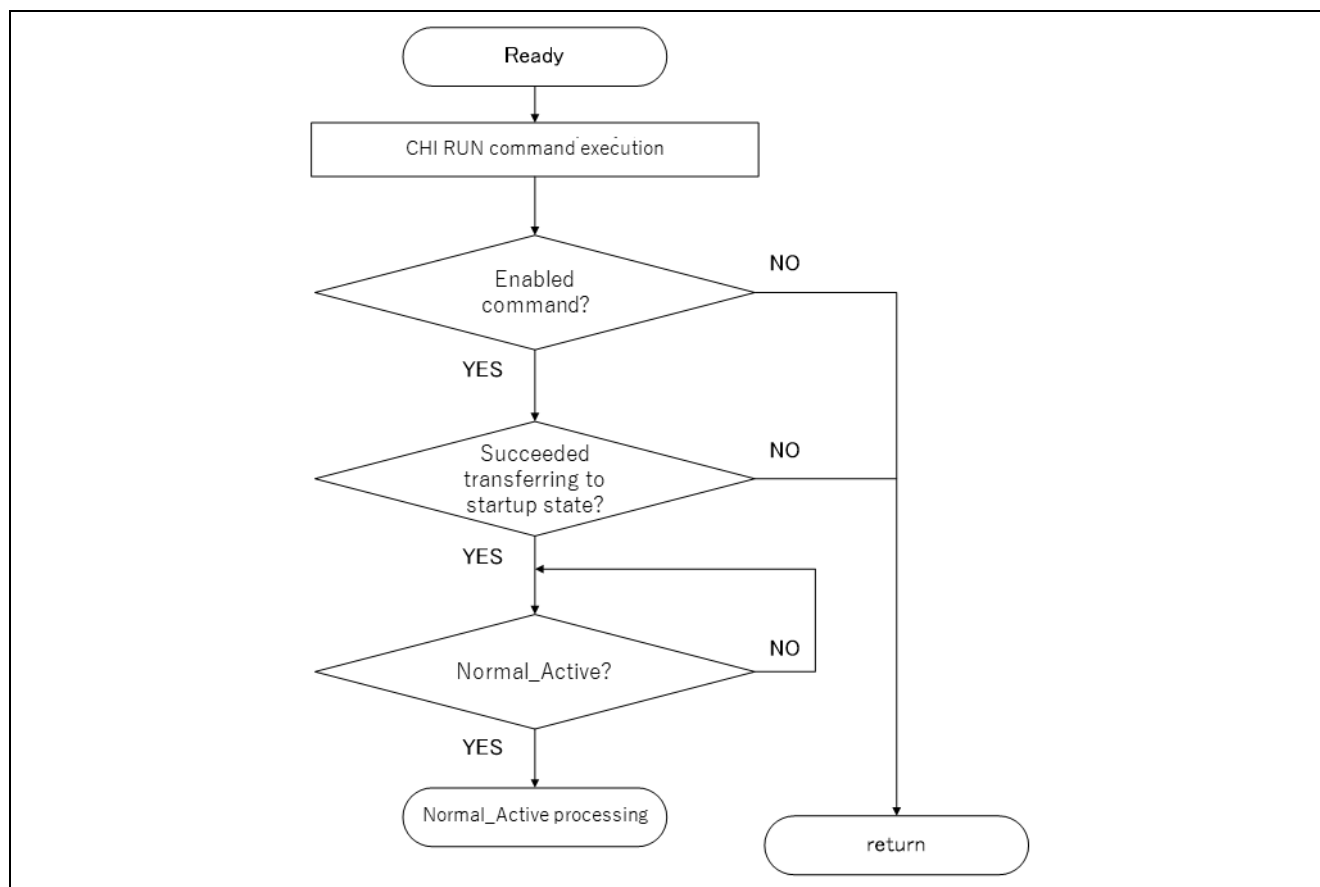 Ready
CHI RUN command execution
Enabled
command?
NO
YES
Succeeded
transferring to
startup state?
NO
YES
Normal_Active?
NO
YES
Normal_Active processing
return